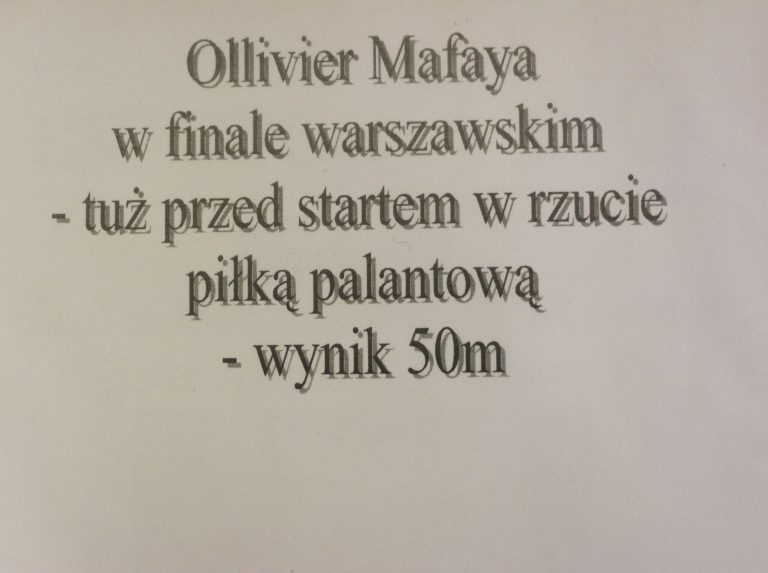 Ollivier Mafaya
w finale warszawskim
- tuż przed startem w rzucie
piłką palantową
- wynik 50m